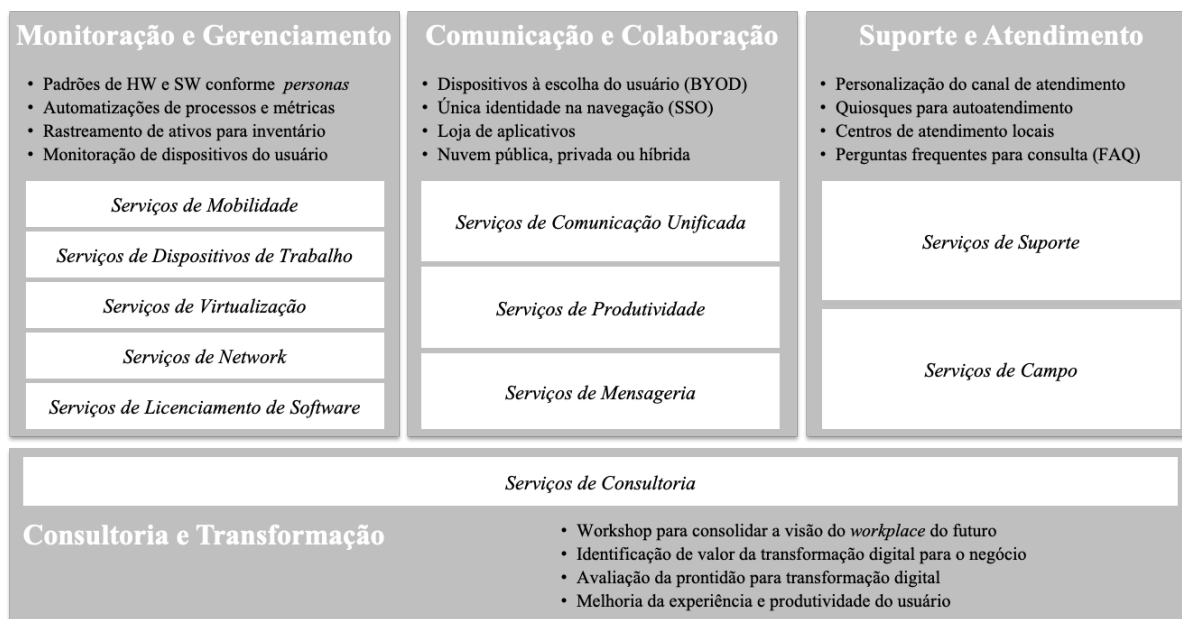 Monitoração e Gerenciamento
• Padrões de HW e SW conforme personas
• Automatizações de processos e métricas
• Rastreamento de ativos para inventário
• Monitoração de dispositivos do usuário
Serviços de Mobilidade
Serviços de Dispositivos de Trabalho
Serviços de Virtualização
Serviços de Network
Serviços de Licenciamento de Software
Comunicação e Colaboração
• Dispositivos à escolha do usuário (BYOD)
• Única identidade na navegação (SSO)
• Loja de aplicativos
• Nuvem pública, privada ou híbrida
Serviços de Comunicação Unificada
Serviços de Produtividade
Serviços de Mensageria
Suporte e Atendimento
• Personalização do canal de atendimento
• Quiosques para autoatendimento
• Centros de atendimento locais
• Perguntas frequentes para consulta (FAQ)
Serviços de Suporte
Serviços de Campo
Serviços de Consultoria
Consultoria e Transformação
• Workshop para consolidar a visão do workplace do futuro
• Identificação de valor da transformação digital para o negócio
• Avaliação da prontidão para transformação digital
• Melhoria da experiência e produtividade do usuário